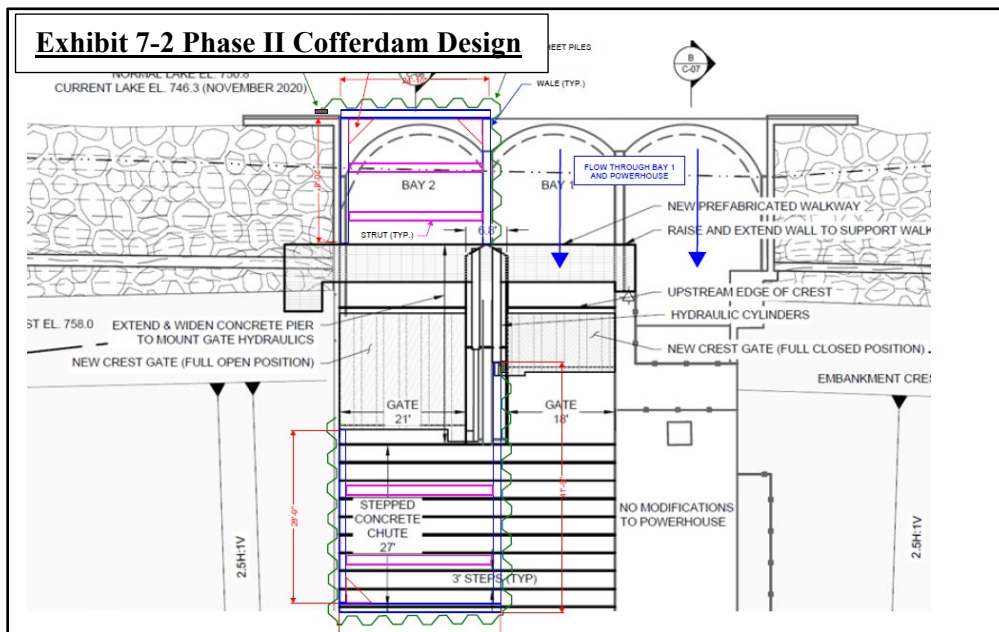 Exhibit 7-2 Phase II Cofferdam Design
NORMAL LAKE EL. 750.8
CURRENT LAKE EL. 746.3 (NOVEMBER 2020)
WALE (TYP.)
B
C-07
FLOW THROUGH BAY 1
AND POWERHOUSE
BAY 2
BAY 1
STRUT (TYP.)
6.8'
NEW PREFABRICATED WALKWAY
RAISE AND EXTEND WALL TO SUPPORT WALK
UPSTREAM EDGE OF CREST
HYDRAULIC CYLINDERS
ST EL. 758.0
EXTEND & WIDEN CONCRETE PIER
TO MOUNT GATE HYDRAULICS
NEW CREST GATE (FULL OPEN POSITION)
NEW CREST GATE (FULL CLOSED POSITION)
EMBANKMENT CRES
GATE
21'
GATE
18'
STEPPED
CONCRETE
CHUTE
27'
NO MODIFICATIONS
TO POWERHOUSE
3' STEPS (TYP)
2.5H:1V
2.5H:1V